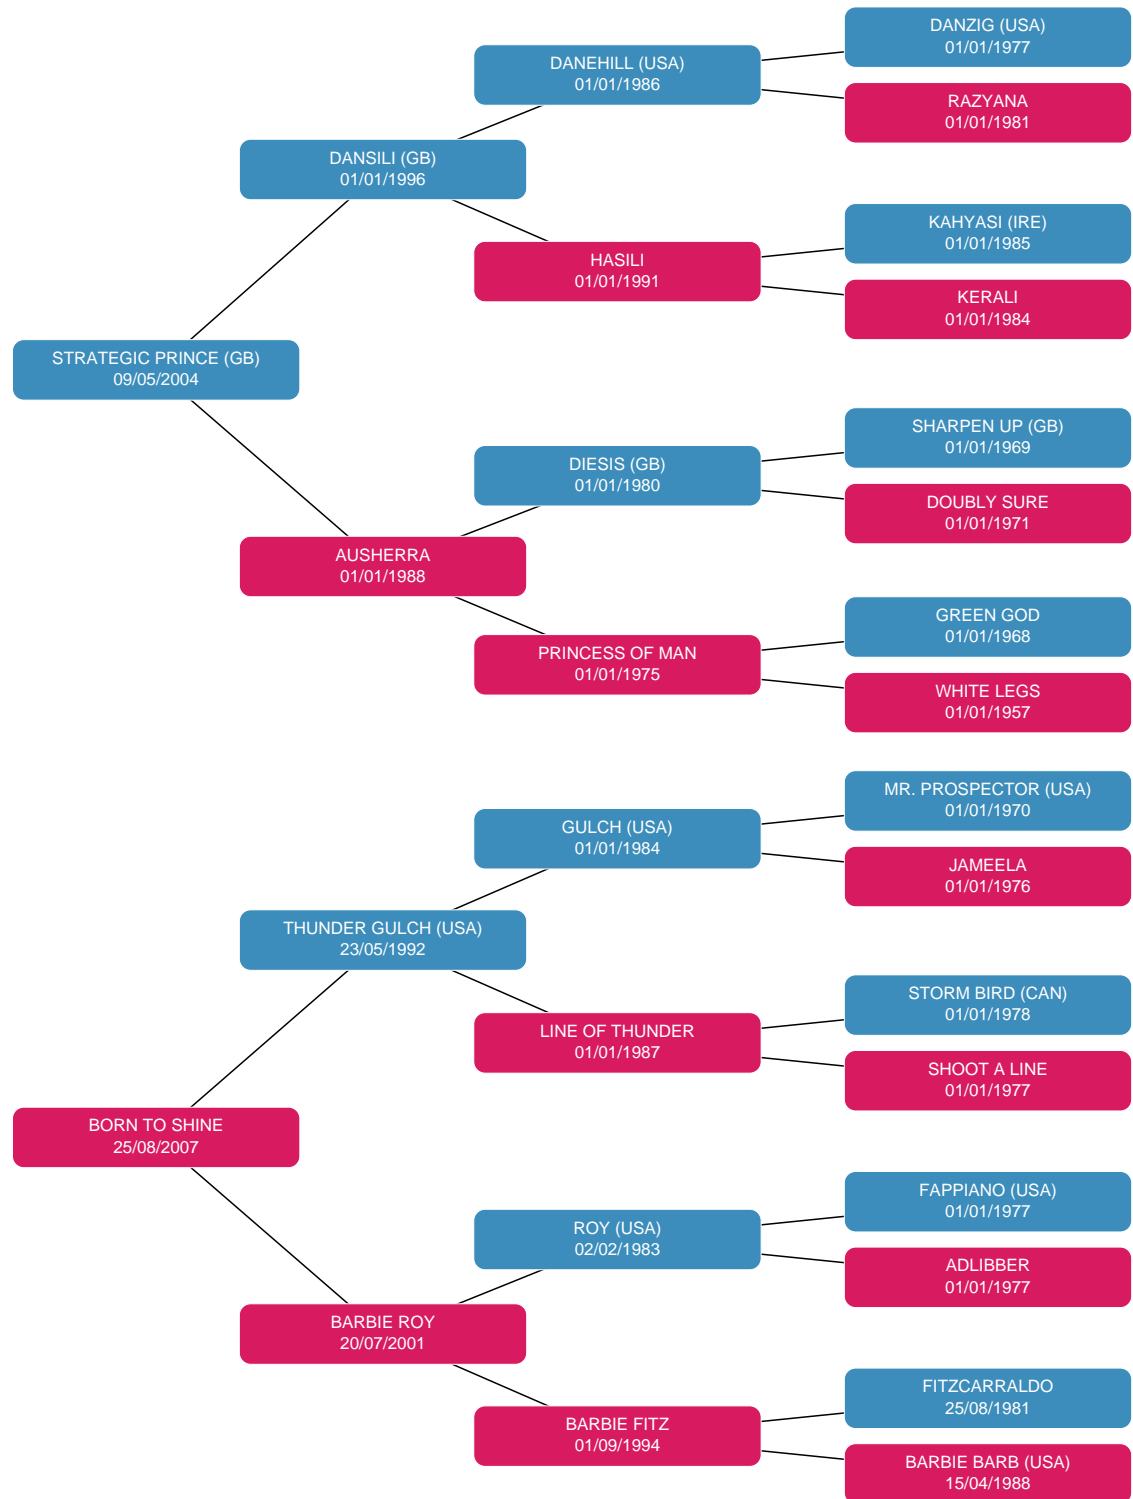 DANZIG (USA)
01/01/1977
DANEHILL (USA)
01/01/1986
RAZYANA
01/01/1981
DANSILI (GB)
01/01/1996
KAHYASI (IRE)
01/01/1985
HASILI
01/01/1991
KERALI
01/01/1984
STRATEGIC PRINCE (GB)
09/05/2004
SHARPEN UP (GB)
01/01/1969
DIESIS (GB)
01/01/1980
DOUBLY SURE
01/01/1971
AUSHERRA
01/01/1988
GREEN GOD
01/01/1968
PRINCESS OF MAN
01/01/1975
WHITE LEGS
01/01/1957
MR. PROSPECTOR (USA)
01/01/1970
GULCH (USA)
01/01/1984
JAMEELA
01/01/1976
THUNDER GULCH (USA)
23/05/1992
STORM BIRD (CAN)
01/01/1978
LINE OF THUNDER
01/01/1987
SHOOT A LINE
01/01/1977
BORN TO SHINE
25/08/2007
FAPPIANO (USA)
01/01/1977
ROY (USA)
02/02/1983
ADLIBBER
01/01/1977
BARBIE ROY
20/07/2001
FITZCARRALDO
25/08/1981
BARBIE FITZ
01/09/1994
BARBIE BARB (USA)
15/04/1988